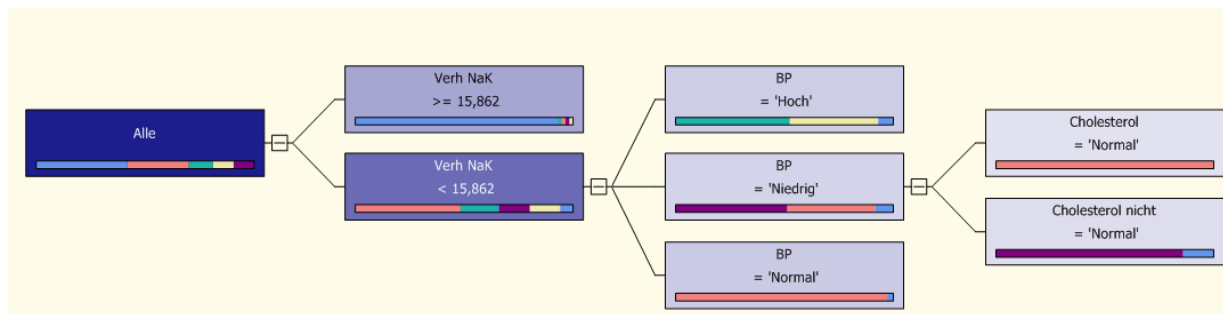 Alle
Verh NaK
>= 15,862
Verh NaK
< 15,862
BP
= 'Hoch'
BP
= 'Niedrig'
BP
= 'Normal'
Cholesterol
= 'Normal'
Cholesterol nicht
= 'Normal'